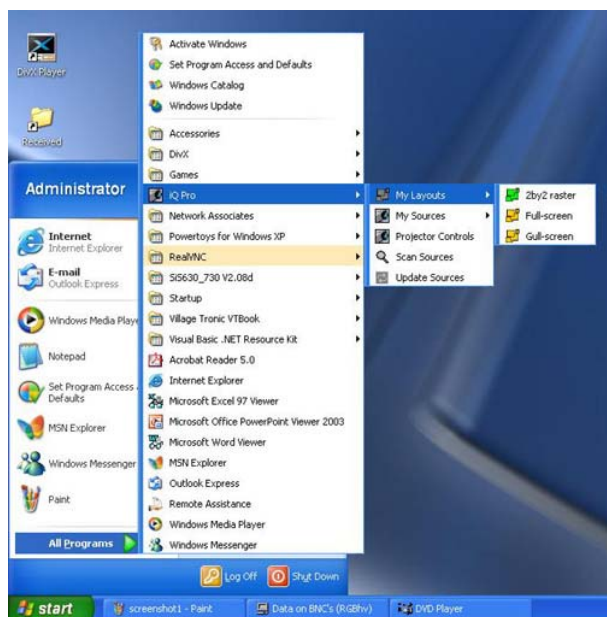 DivX Player
Received
Administrator
Internet
Internet Explorer
E-mail
Outlook Express
Windows Media Playe
Notepad
Set Program Access
Defaults
MSN Explorer
Windows Messenger
Paint
All Programs
Activate Windows
Set Program Access and Defaults
Windows Catalog
Windows Update
Accessories
DivX
Games
iQ Pro
Network Associates
Powertoys for Windows XP
RealVNC
SiS630_730 V2.08d
Startup
Village Tronic VTBook
Visual Basic .NET Resource Kit
Acrobat Reader 5.0
Internet Explorer
Microsoft Excel 97 Viewer
Microsoft Office PowerPoint Viewer 2003
Microsoft Word Viewer
MSN Explorer
Outlook Express
Remote Assistance
Windows Media Player
Windows Messenger
My Layouts
My Sources
Projector Controls
Scan Sources
Update Sources
2by2 raster
Full-screen
Gull-screen
Log Off
Shut Down
start
screenshot1 - Paint
Data on BNC's (RGBhv)
DVD Player